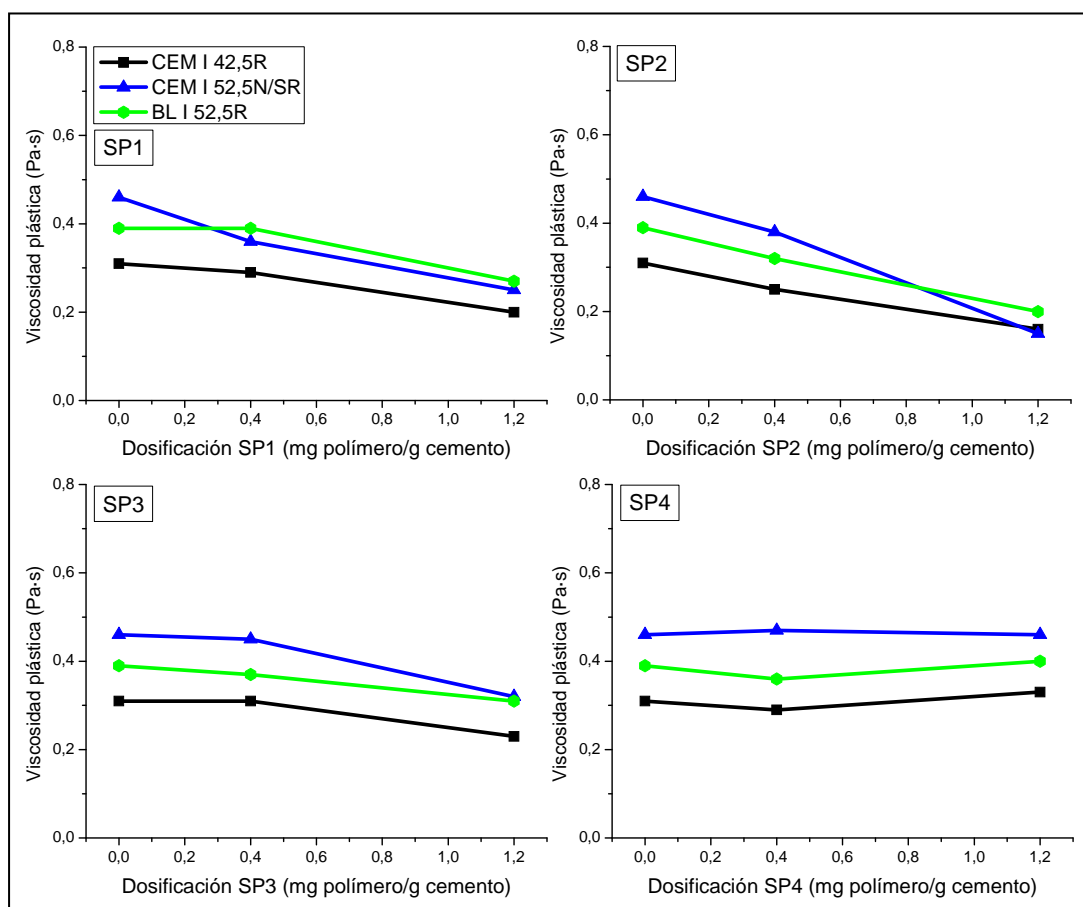 CEM I 42,5R
CEM I 52,5N/SR
BL I 52,5R
SP1
Viscosidad plástica (Pa·s)
0,8
0,6
0,4
0,2
0,0
0,0 0,2 0,4 0,6 0,8 1,0 1,2
Dosificación SP1 (mg polímero/g cemento)
SP2
Viscosidad plástica (Pa·s)
0,8
0,6
0,4
0,2
0,0
0,0 0,2 0,4 0,6 0,8 1,0 1,2
Dosificación SP2 (mg polímero/g cemento)
SP3
Viscosidad plástica (Pa·s)
0,8
0,6
0,4
0,2
0,0
0,0 0,2 0,4 0,6 0,8 1,0 1,2
Dosificación SP3 (mg polímero/g cemento)
SP4
Viscosidad plástica (Pa·s)
0,8
0,6
0,4
0,2
0,0
0,0 0,2 0,4 0,6 0,8 1,0 1,2
Dosificación SP4 (mg polímero/g cemento)